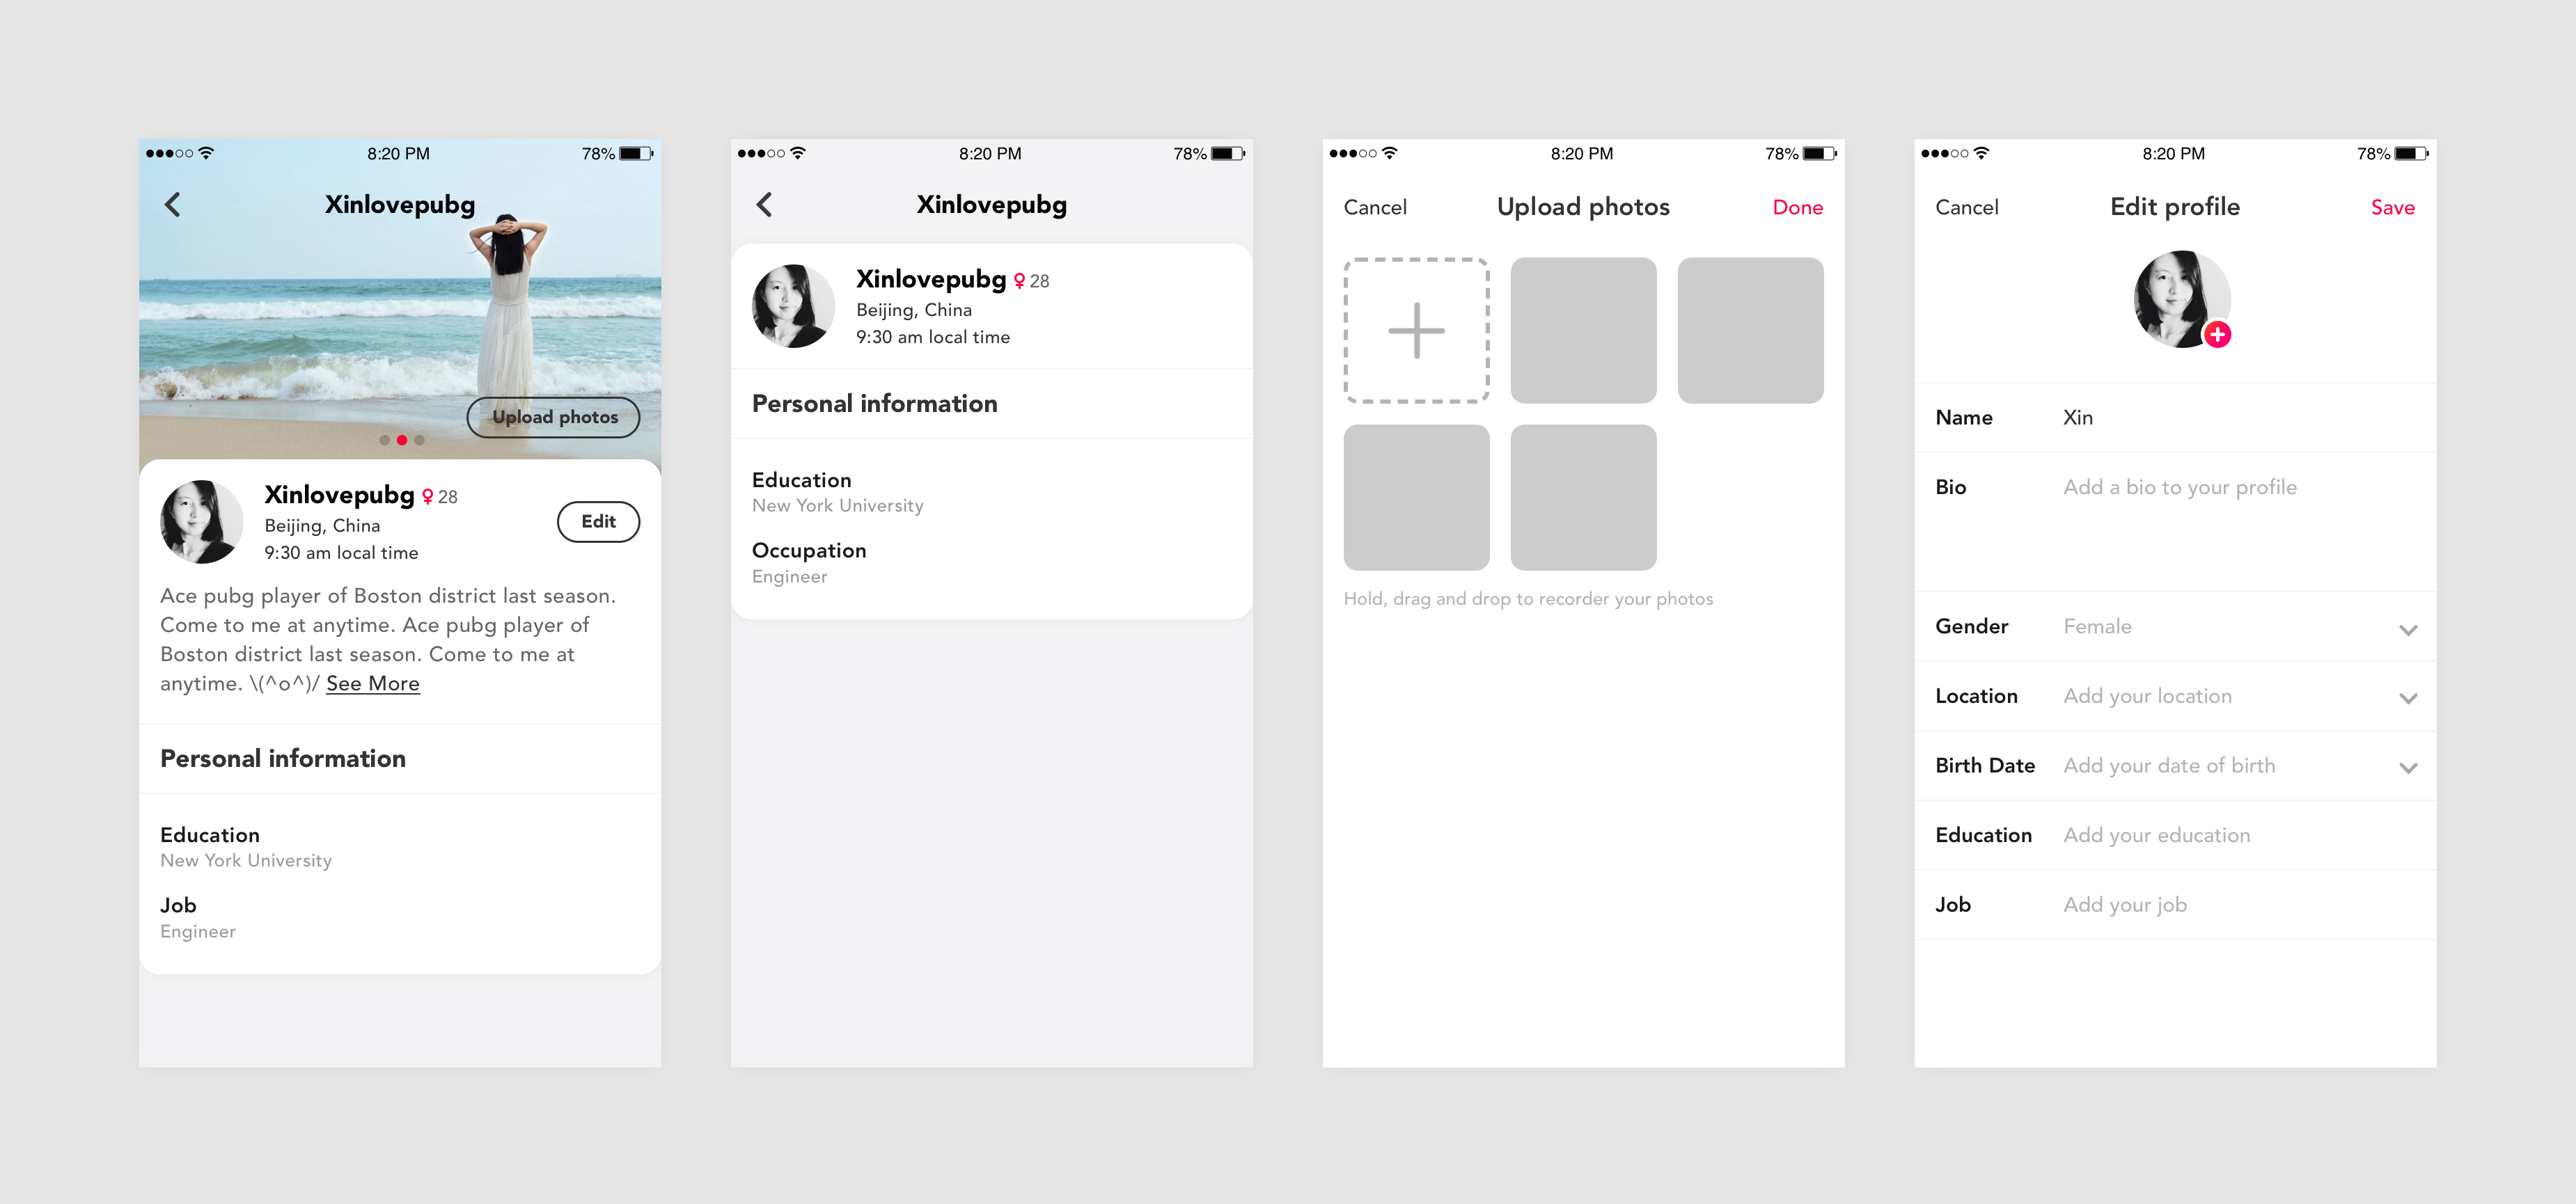 8:20 PM
78%
Xinlovepubg
Upload photos
Xinlovepubg 28
Beijing, China
9:30 am local time
Edit
Ace pubg player of Boston district last season.
Come to me at anytime. Ace pubg player of
Boston district last season. Come to me at
anytime. \(^o^)/ See More
Personal information
Education
New York University
Job
Engineer
8:20 PM
78%
Xinlovepubg
Xinlovepubg 28
Beijing, China
9:30 am local time
Personal information
Education
New York University
Occupation
Engineer
8:20 PM
78%
Cancel
Upload photos
Done
Hold, drag and drop to recorder your photos
8:20 PM
78%
Cancel
Edit profile
Save
Name Xin
Bio Add a bio to your profile
Gender Female
Location Add your location
Birth Date Add your date of birth
Education Add your education
Job Add your job